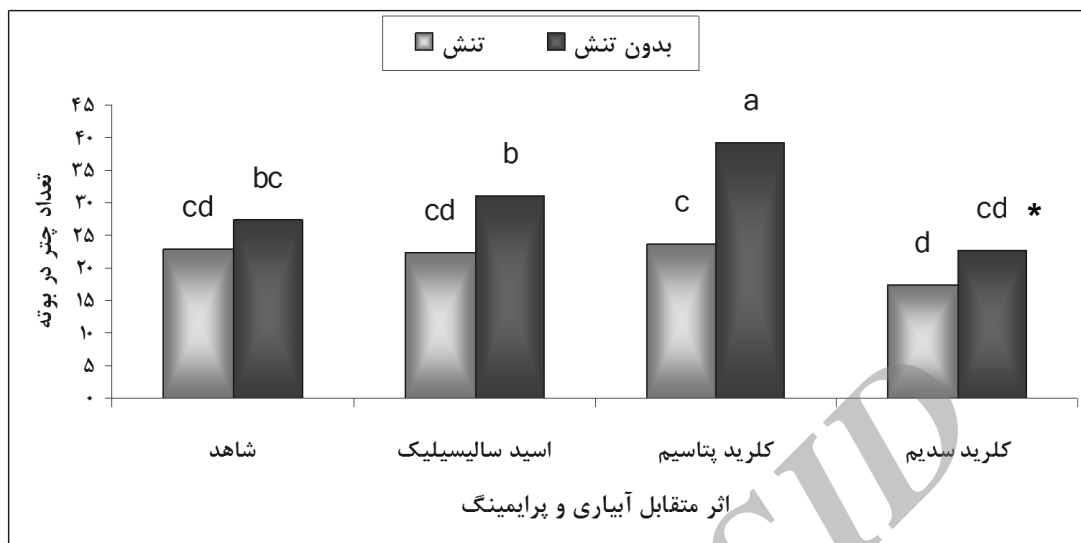 تنش بدون تنش
تعداد چتر در بوته
۴۵
۴۰
۳۵
۳۰
۲۵
۲۰
۱۵
۱۰
۵
۰
cd bc cd b c a d cd *
شاهد اسید سالیسیلیک کلرید پتاسیم کلرید سدیم
اثر متقابل آبیاری و پرایمینگ
SID